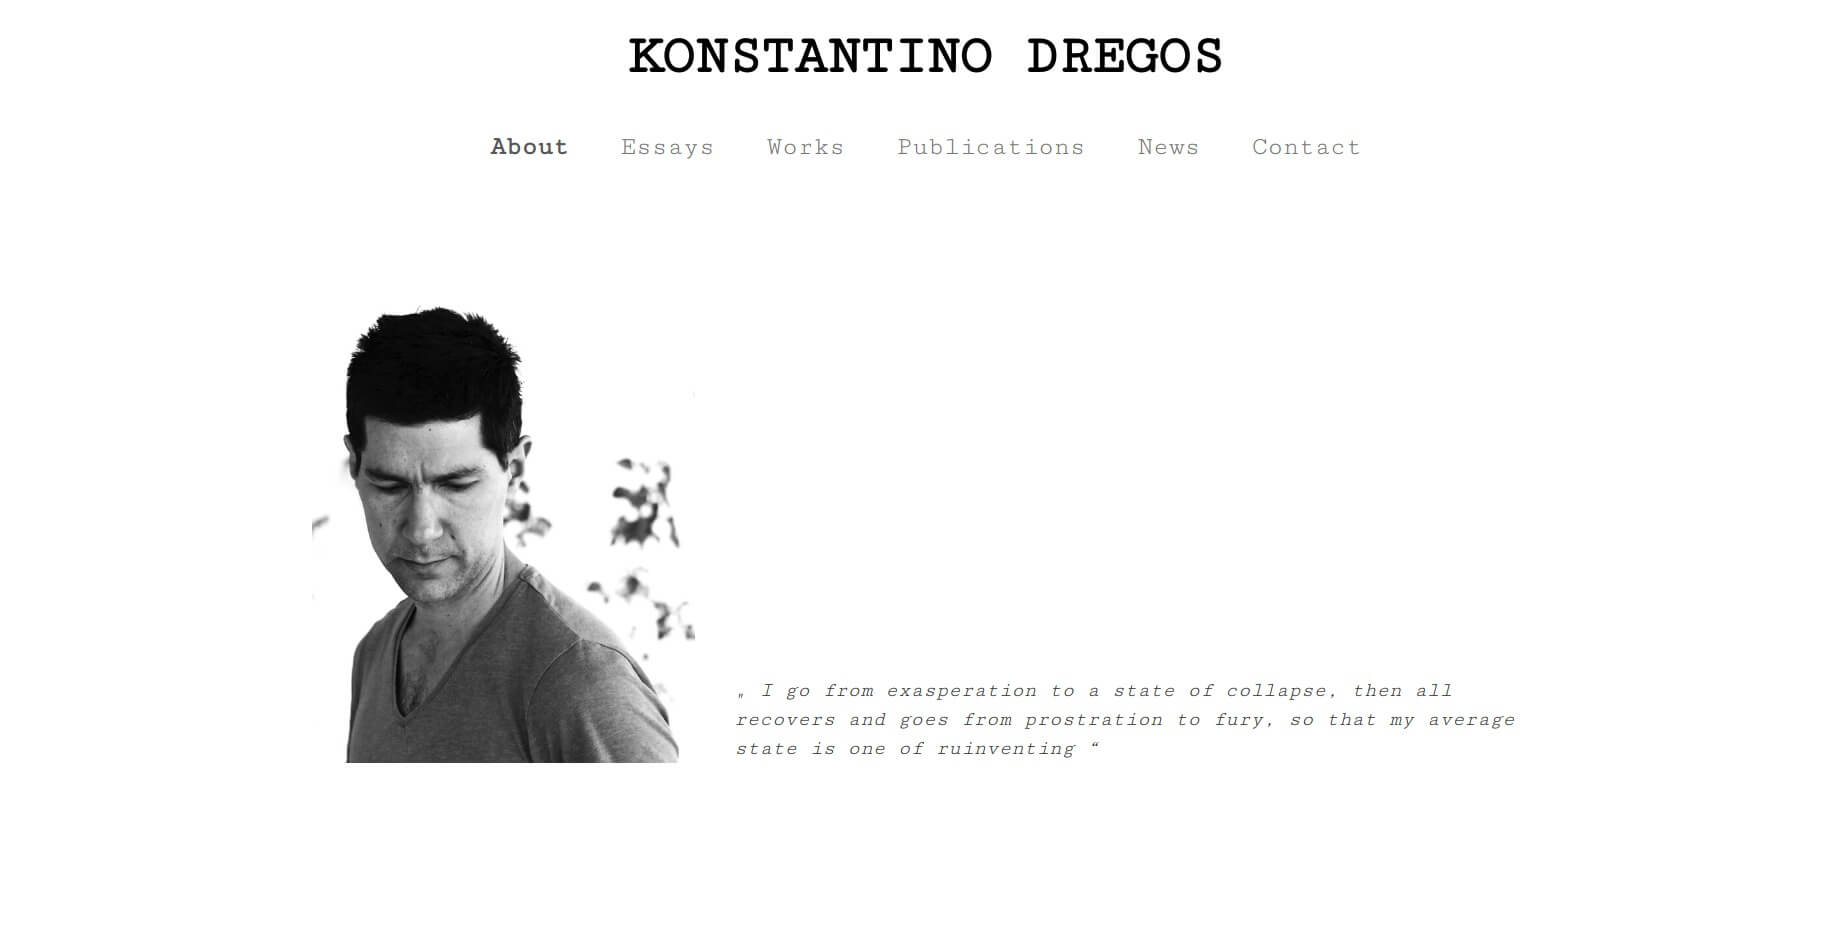 KONSTANTINO DREGOS
About Essays Works Publications News Contact
„ I go from exasperation to a state of collapse, then all
recovers and goes from prostration to fury, so that my average
state is one of ruinventing “